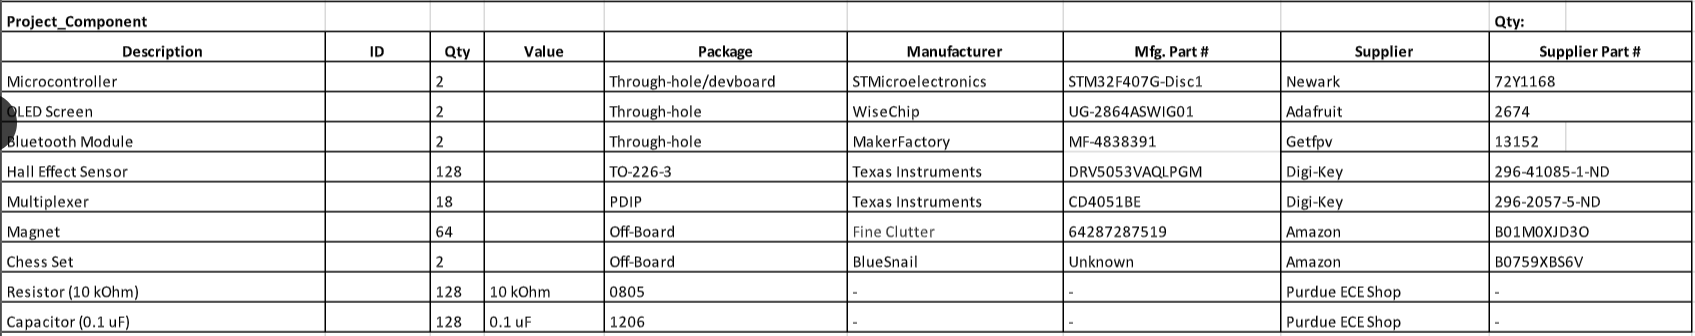 Project_Component Qty:
Description ID Qty Value Package Manufacturer Mfg. Part # Supplier Supplier Part #
Microcontroller 2 Through-hole/devboard STMicroelectronics STM32F407G-Disc1 Newark 72Y1168
OLED Screen 2 Through-hole WiseChip UG-2864ASWIG01 Adafruit 2674
Bluetooth Module 2 Through-hole MakerFactory MF-4838391 Getfpv 13152
Hall Effect Sensor 128 TO-226-3 Texas Instruments DRV5053VAQLPGM Digi-Key 296-41085-1-ND
Multiplexer 18 PDIP Texas Instruments CD4051BE Digi-Key 296-2057-5-ND
Magnet 64 Off-Board Fine Clutter 64287287519 Amazon B01M0XJD3O
Chess Set 2 Off-Board BlueSnail Unknown Amazon B0759XBS6V
Resistor (10 kOhm) 128 10 kOhm 0805 - - Purdue ECE Shop -
Capacitor (0.1 uF) 128 0.1 uF 1206 - - Purdue ECE Shop -